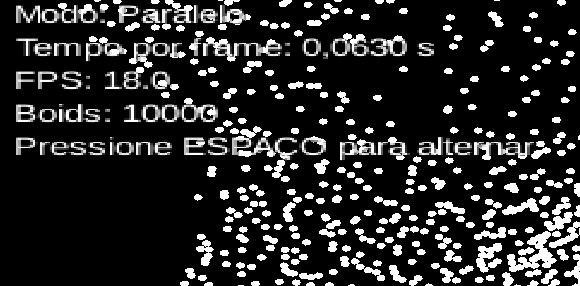 Modo: Paralelo
Tempo por frame: 0,0630 s
FPS: 18.0
Boids: 10000
Pressione ESPAÇO para alternar.